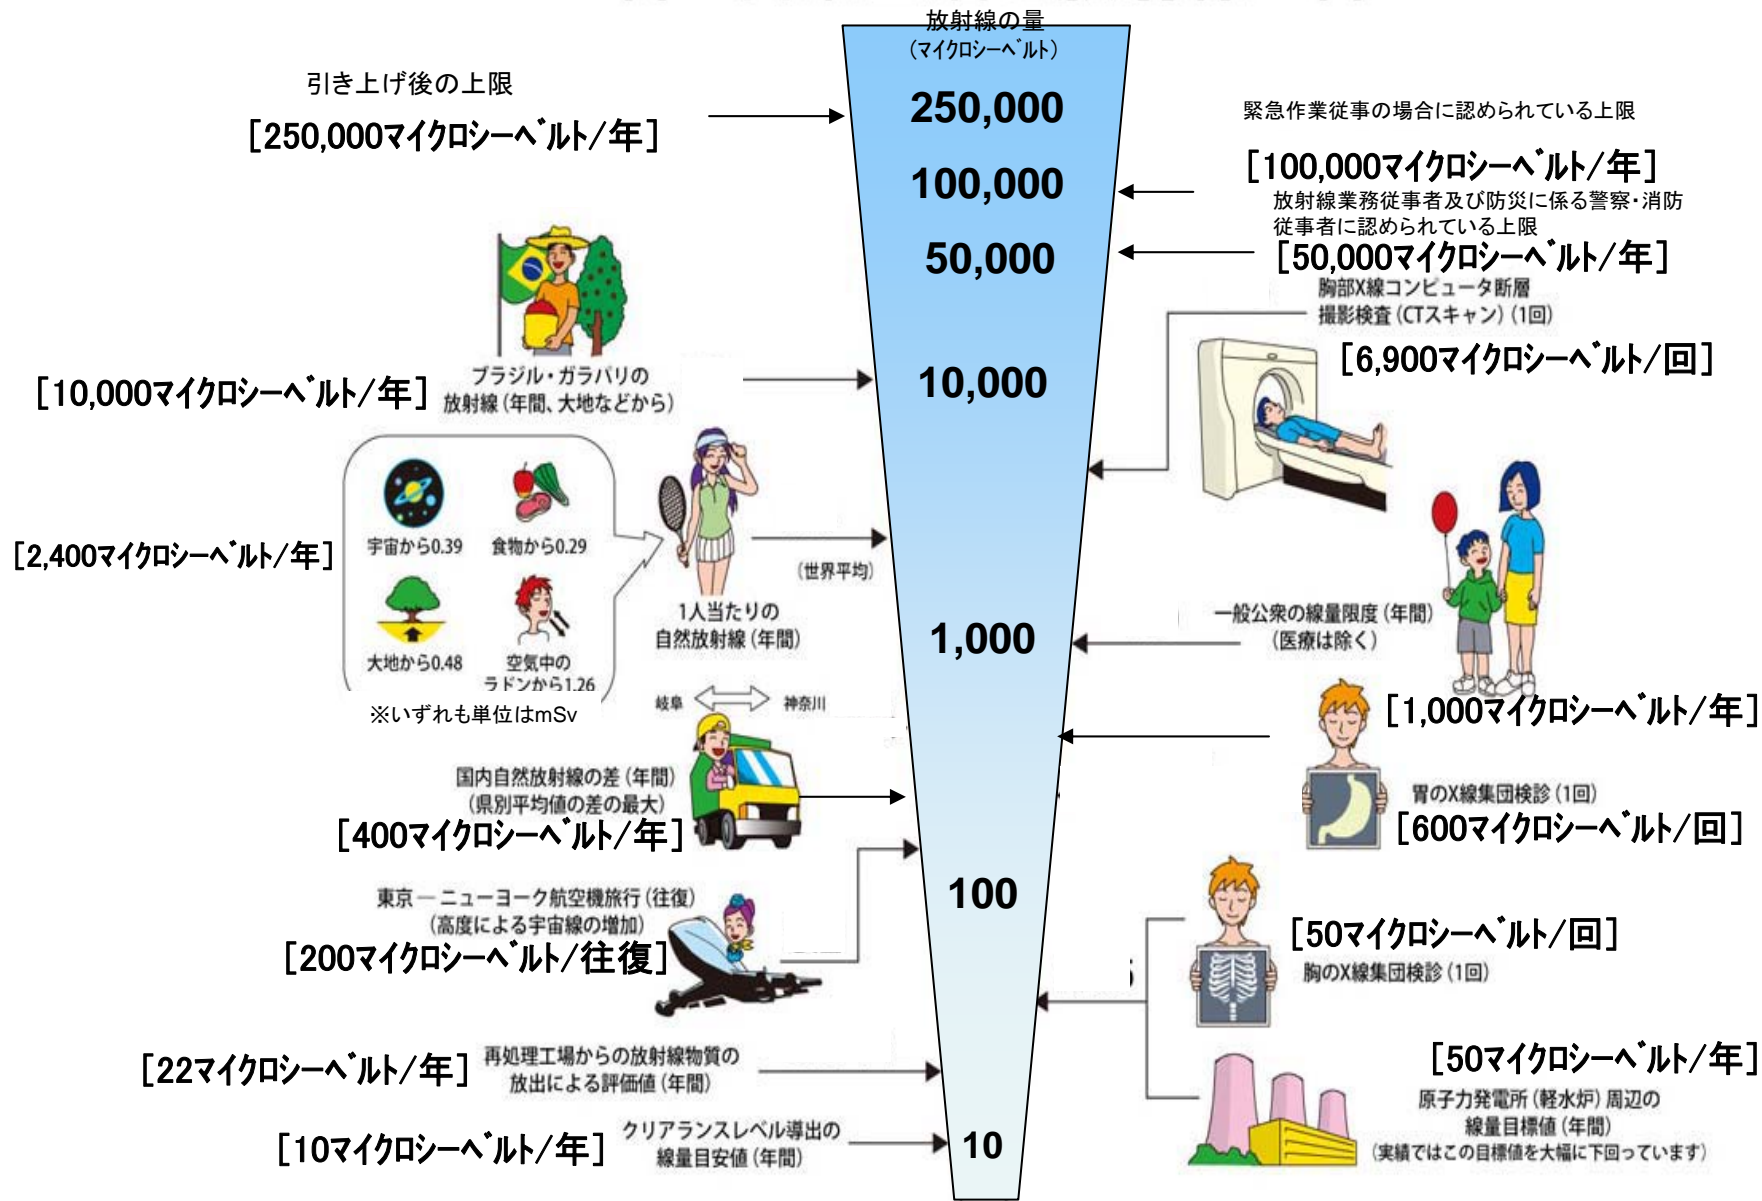 放射線の量
（マイクロシーベルト）
引き上げ後の上限
[250,000マイクロシーベルト/年]
250,000
緊急作業従事の場合に認められている上限
[100,000マイクロシーベルト/年]
100,000
放射線業務従事者及び防災に係る警察・消防
従事者に認められている上限
[50,000マイクロシーベルト/年]
50,000
胸部X線コンピュータ断層
撮影検査（CTスキャン）（1回）
[6,900マイクロシーベルト/回]
ブラジル・ガラパリの
放射線（年間、大地などから）
[10,000マイクロシーベルト/年]
10,000
宇宙から0.39
食物から0.29
[2,400マイクロシーベルト/年]
（世界平均）
1人当たりの
自然放射線（年間）
大地から0.48
空気中の
ラドンから1.26
※いずれも単位はmSv
1,000
一般公衆の線量限度（年間）
（医療は除く）
[1,000マイクロシーベルト/年]
岐阜
神奈川
国内自然放射線の差（年間）
（県別平均値の差の最大）
[400マイクロシーベルト/年]
胃のX線集団検診（1回）
[600マイクロシーベルト/回]
東京―ニューヨーク航空機旅行（往復）
（高度による宇宙線の増加）
[200マイクロシーベルト/往復]
100
[50マイクロシーベルト/回]
胸のX線集団検診（1回）
[22マイクロシーベルト/年]
再処理工場からの放射線物質の
放出による評価値（年間）
[50マイクロシーベルト/年]
原子力発電所（軽水炉）周辺の
線量目標値（年間）
（実績ではこの目標値を大幅に下回っています）
[10マイクロシーベルト/年]
クリアランスレベル導出の
線量目安値（年間）
10